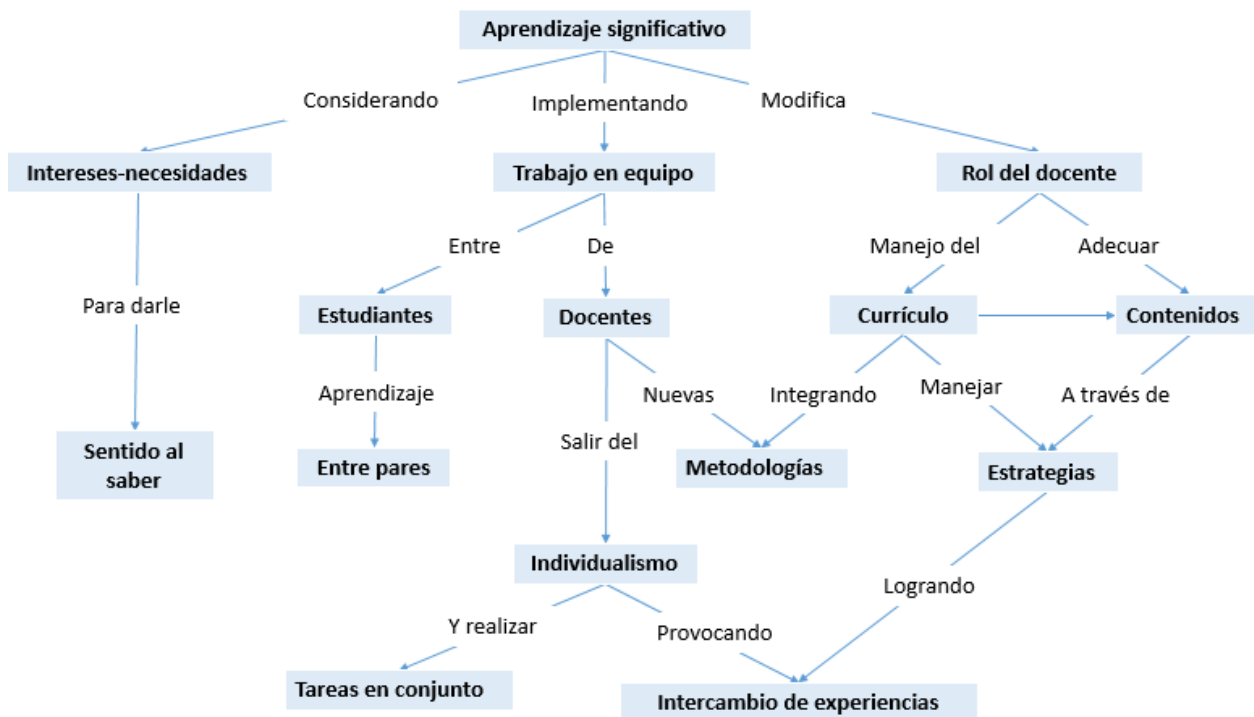 Aprendizaje significativo
Considerando
Implementando
Modifica
Intereses-necesidades
Trabajo en equipo
Rol del docente
Entre
De
Manejo del
Adecuar
Para darle
Estudiantes
Docentes
Currículo
Contenidos
Aprendizaje
Nuevas
Integrando
Manejar
A través de
Salir del
Sentido al
saber
Entre pares
Metodologías
Estrategias
Individualismo
Logrando
Y realizar
Provocando
Tareas en conjunto
Intercambio de experiencias